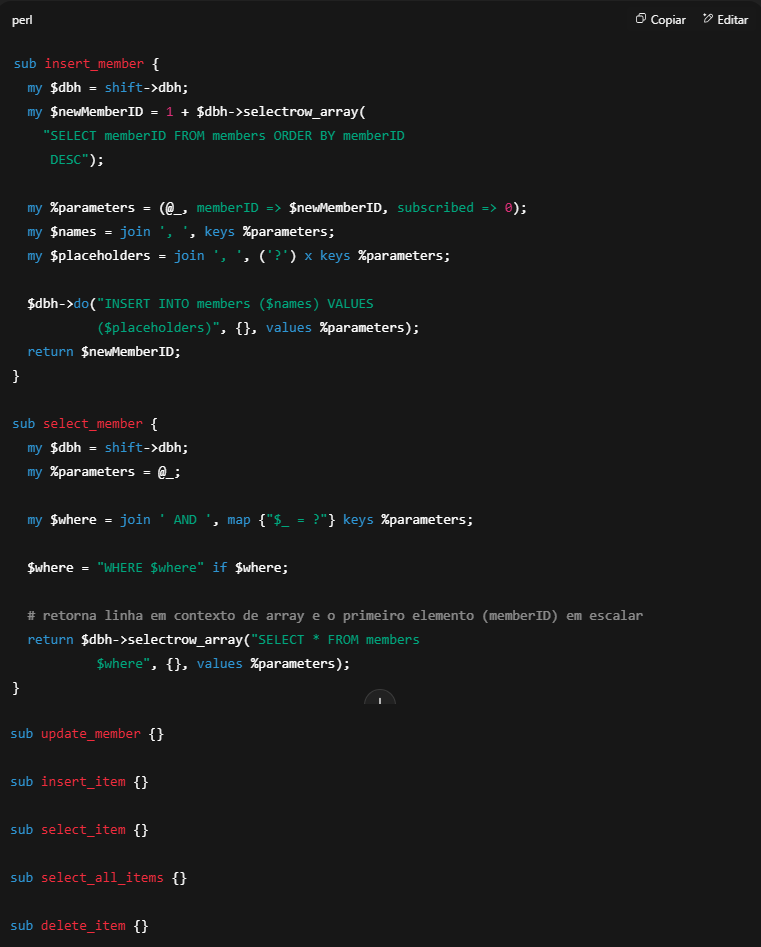 perl
Copiar
Editar
sub insert_member {
  my $dbh = shift->dbh;
  my $newMemberID = 1 + $dbh->selectrow_array(
    "SELECT memberID FROM members ORDER BY memberID
     DESC");
  my %parameters = (@_, memberID => $newMemberID, subscribed => 0);
  my $names = join ', ', keys %parameters;
  my $placeholders = join ', ', ('?') x keys %parameters;
  $dbh->do("INSERT INTO members ($names) VALUES
           ($placeholders)", {}, values %parameters);
  return $newMemberID;
}
sub select_member {
  my $dbh = shift->dbh;
  my %parameters = @_;
  my $where = join ' AND ', map {"$_ = ?"} keys %parameters;
  $where = "WHERE $where" if $where;
  # retorna linha em contexto de array e o primeiro elemento (memberID) em escalar
  return $dbh->selectrow_array("SELECT * FROM members
           $where", {}, values %parameters);
}
sub update_member {}
sub insert_item {}
sub select_item {}
sub select_all_items {}
sub delete_item {}